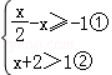 { x/2 - x ≥ -1①
x+2>1②